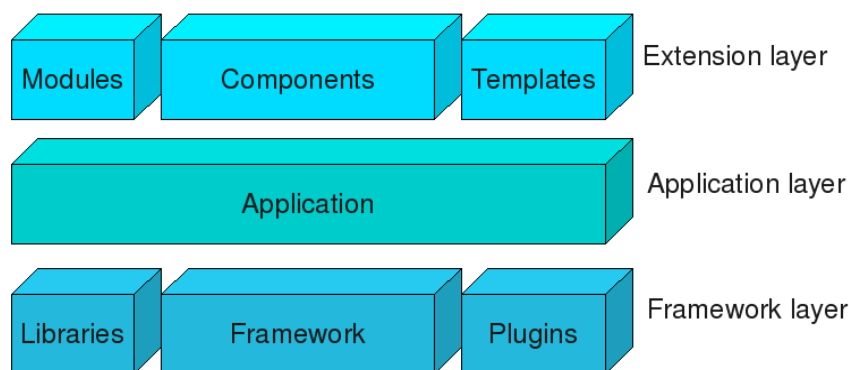 Modules Components Templates Extension layer
Application Application layer
Libraries Framework Plugins Framework layer